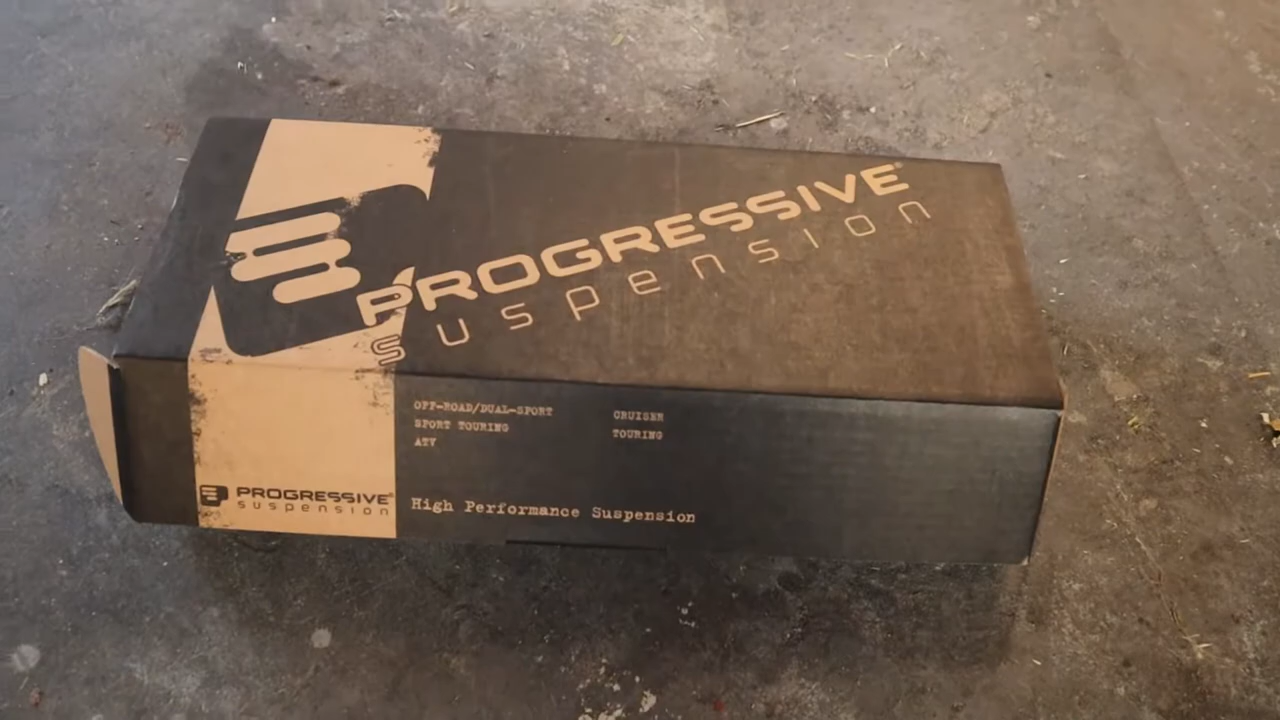 PROGRESSIVE®
suspension
OFF-ROAD/DUAL-SPORT
SPORT TOURING
ATV
CRUISER
TOURING
PROGRESSIVE®
suspension
High Performance Suspension